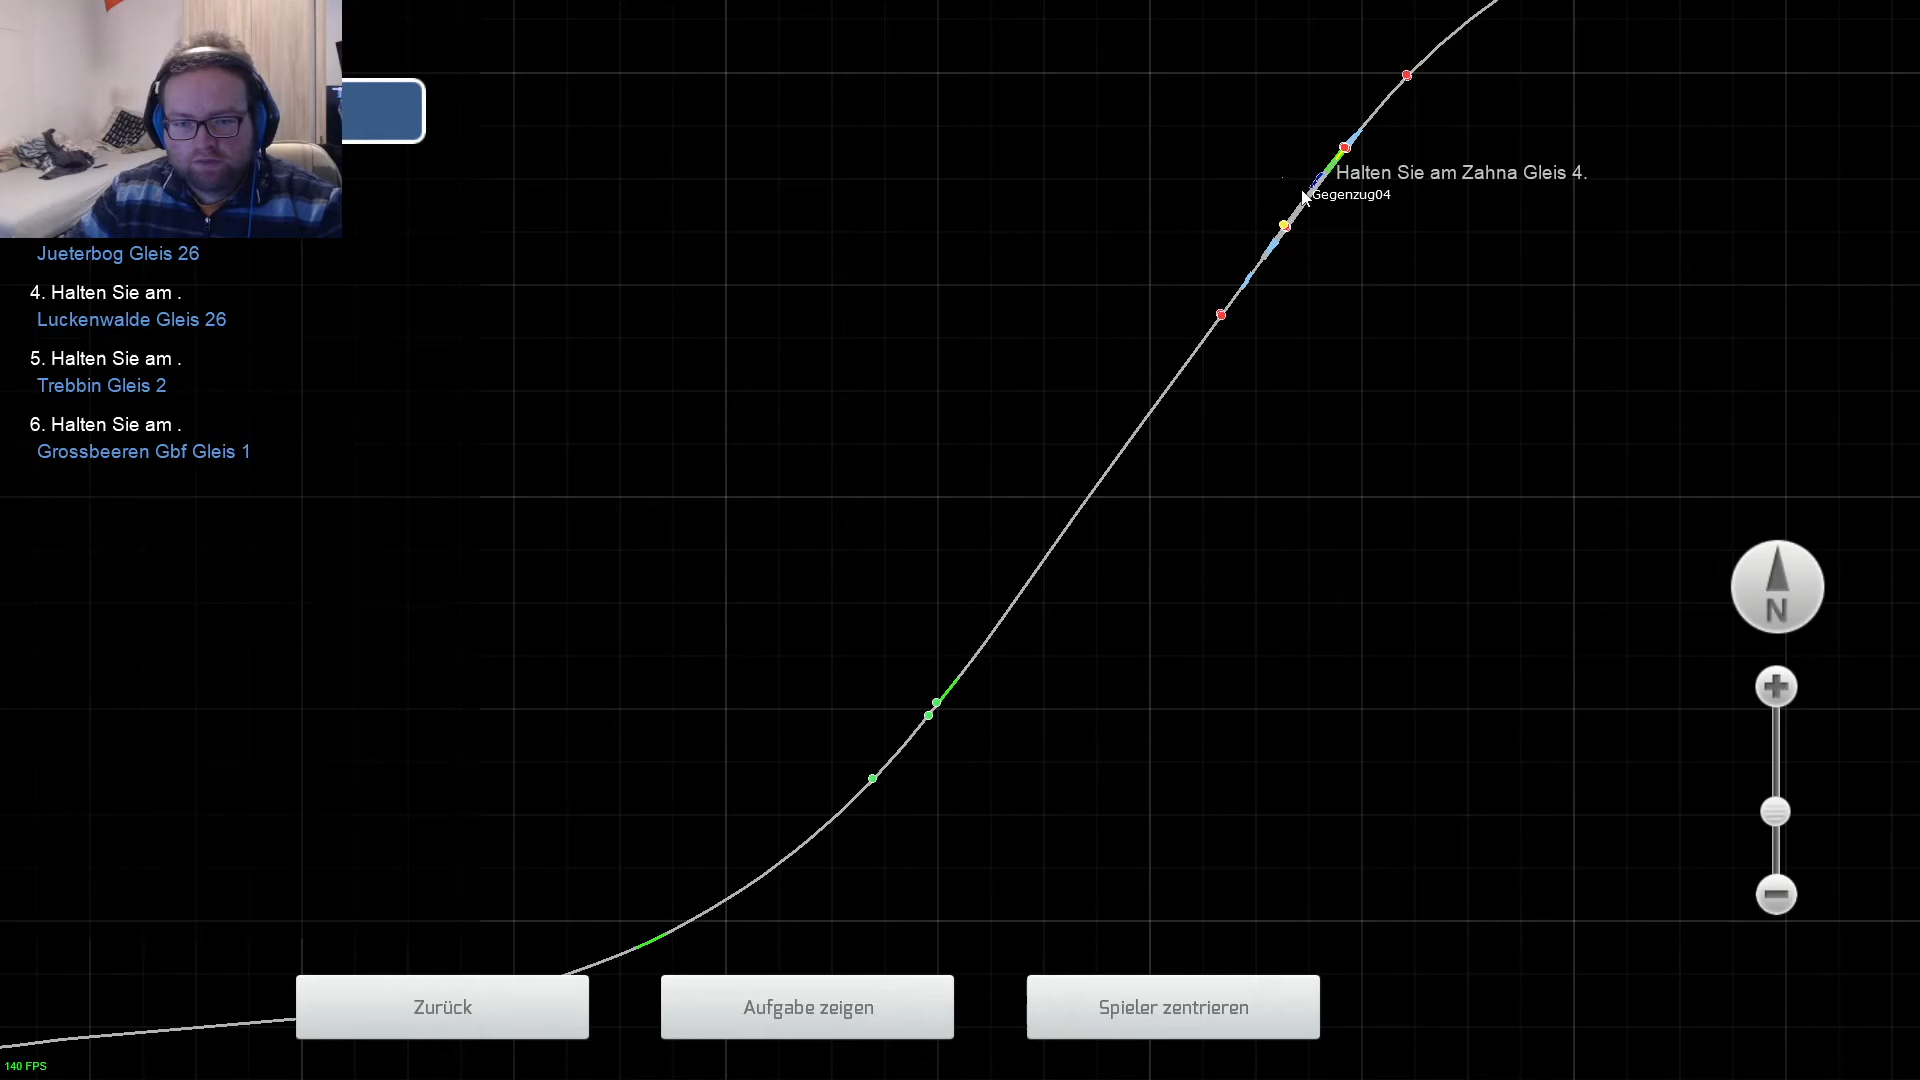 Jueterbog Gleis 26
4. Halten Sie am .
Luckenwalde Gleis 26
5. Halten Sie am .
Trebbin Gleis 2
6. Halten Sie am .
Grossbeeren Gbf Gleis 1
Halten Sie am Zahna Gleis 4.
Gegenzug04
N
Zurück
Aufgabe zeigen
Spieler zentrieren
140 FPS